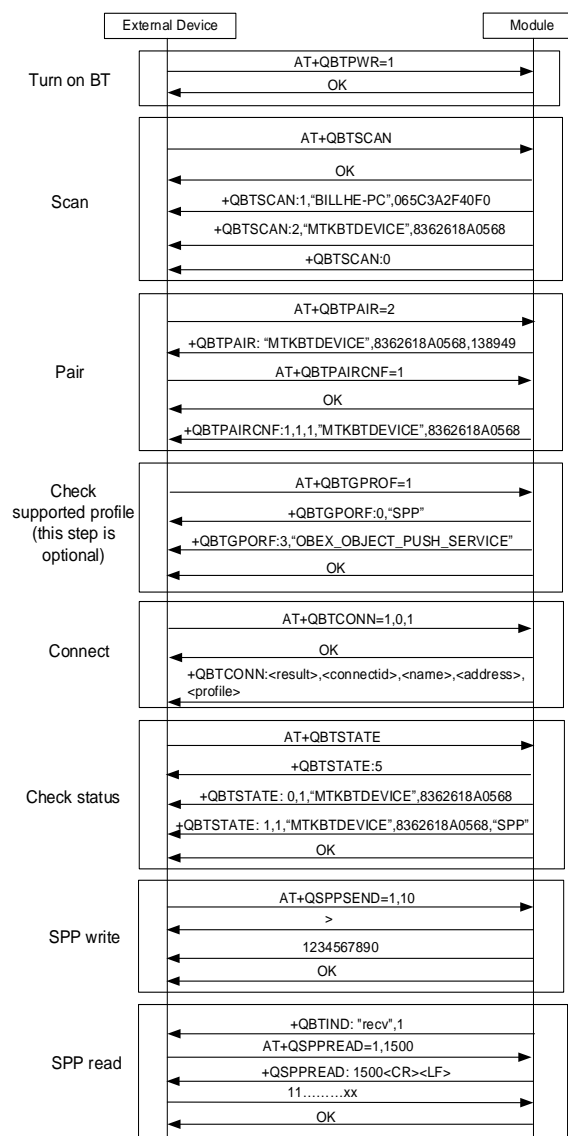 External Device
Module
Turn on BT
AT+QBTPWR=1
OK
Scan
AT+QBTSCAN
OK
+QBTSCAN:1,“BILLHE-PC”,065C3A2F40F0
+QBTSCAN:2,“MTKBTDEVICE”,8362618A0568
+QBTSCAN:0
Pair
AT+QBTPAIR=2
+QBTPAIR: “MTKBTDEVICE”,8362618A0568,138949
AT+QBTPAIRCNF=1
OK
+QBTPAIRCNF:1,1,1,”MTKBTDEVICE”,8362618A0568
Check
supported profile
(this step is
optional)
AT+QBTGPROF=1
+QBTGPORF:0,“SPP”
+QBTGPORF:3,“OBEX_OBJECT_PUSH_SERVICE”
OK
Connect
AT+QBTCONN=1,0,1
OK
+QBTCONN:<result>,<connectid>,<name>,<address>,
<profile>
Check status
AT+QBTSTATE
+QBTSTATE:5
+QBTSTATE: 0,1,“MTKBTDEVICE”,8362618A0568
+QBTSTATE: 1,1,“MTKBTDEVICE”,8362618A0568,“SPP”
OK
SPP write
AT+QSPPSEND=1,10
>
1234567890
OK
SPP read
+QBTIND: "recv",1
AT+QSPPREAD=1,1500
+QSPPREAD: 1500<CR><LF>
11.........xx
OK